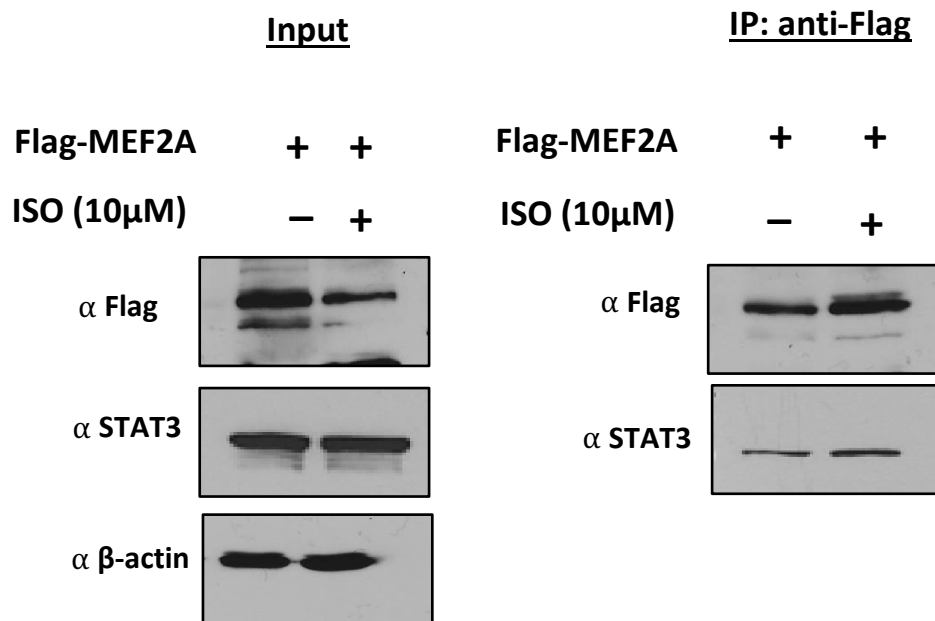 Input
Flag-MEF2A + +
ISO (10μM) − +
α Flag
α STAT3
α β-actin
IP: anti-Flag
Flag-MEF2A + +
ISO (10μM) − +
α Flag
α STAT3